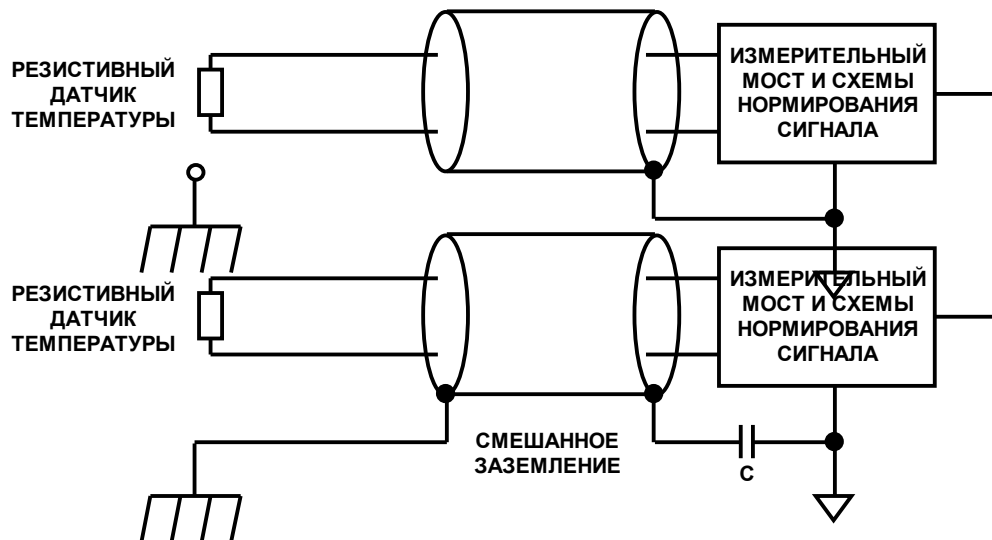 РЕЗИСТИВНЫЙ
ДАТЧИК
ТЕМПЕРАТУРЫ
ИЗМЕРИТЕЛЬНЫЙ
МОСТ И СХЕМЫ
НОРМИРОВАНИЯ
СИГНАЛА
РЕЗИСТИВНЫЙ
ДАТЧИК
ТЕМПЕРАТУРЫ
ИЗМЕРИТЕЛЬНЫЙ
МОСТ И СХЕМЫ
НОРМИРОВАНИЯ
СИГНАЛА
СМЕШАННОЕ
ЗАЗЕМЛЕНИЕ
С